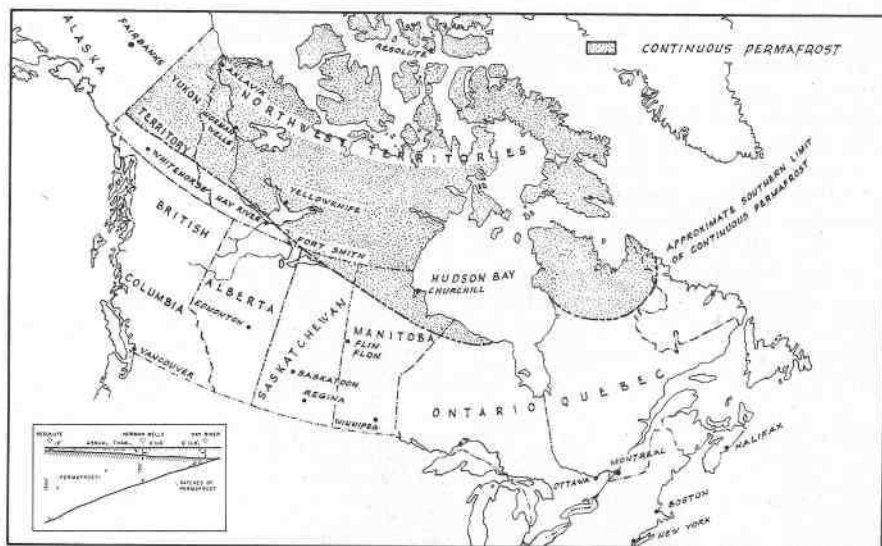 ALASKA
FAIRBANKS
RESOLUTE
CONTINUOUS PERMAFROST
AKLAVIK
YUKON TERRITORY
NORMAN WELLS
NORTHWEST TERRITORIES
WHITEHORSE
HAY RIVER
YELLOWKNIFE
FORT SMITH
APPROXIMATE SOUTHERN LIMIT
OF CONTINUOUS PERMAFROST
BRITISH COLUMBIA
HUDSON BAY
CHURCHILL
ALBERTA
EDMONTON
SASKATCHEWAN
MANITOBA
FLIN
FLON
VANCOUVER
SASKATOON
REGINA
WINNIPEG
ONTARIO
QUEBEC
OTTAWA
MONTREAL
HALIFAX
BOSTON
NEW YORK
RESOLUTE
NORMAN WELLS
HAY RIVER
ANNUAL THAW
PERMAFROST
PATCHES OF
PERMAFROST